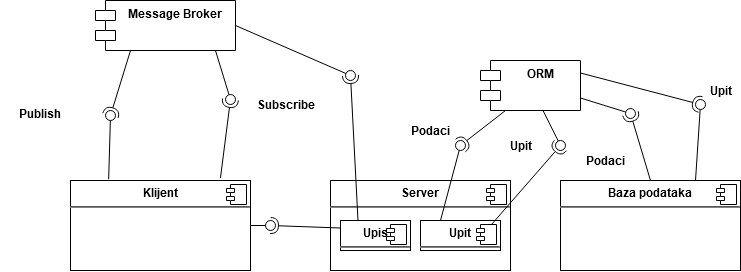 Message Broker
ORM
Upit
Subscribe
Publish
Podaci
Upit
Podaci
Klijent
Server
Baza podataka
Upis
Upit